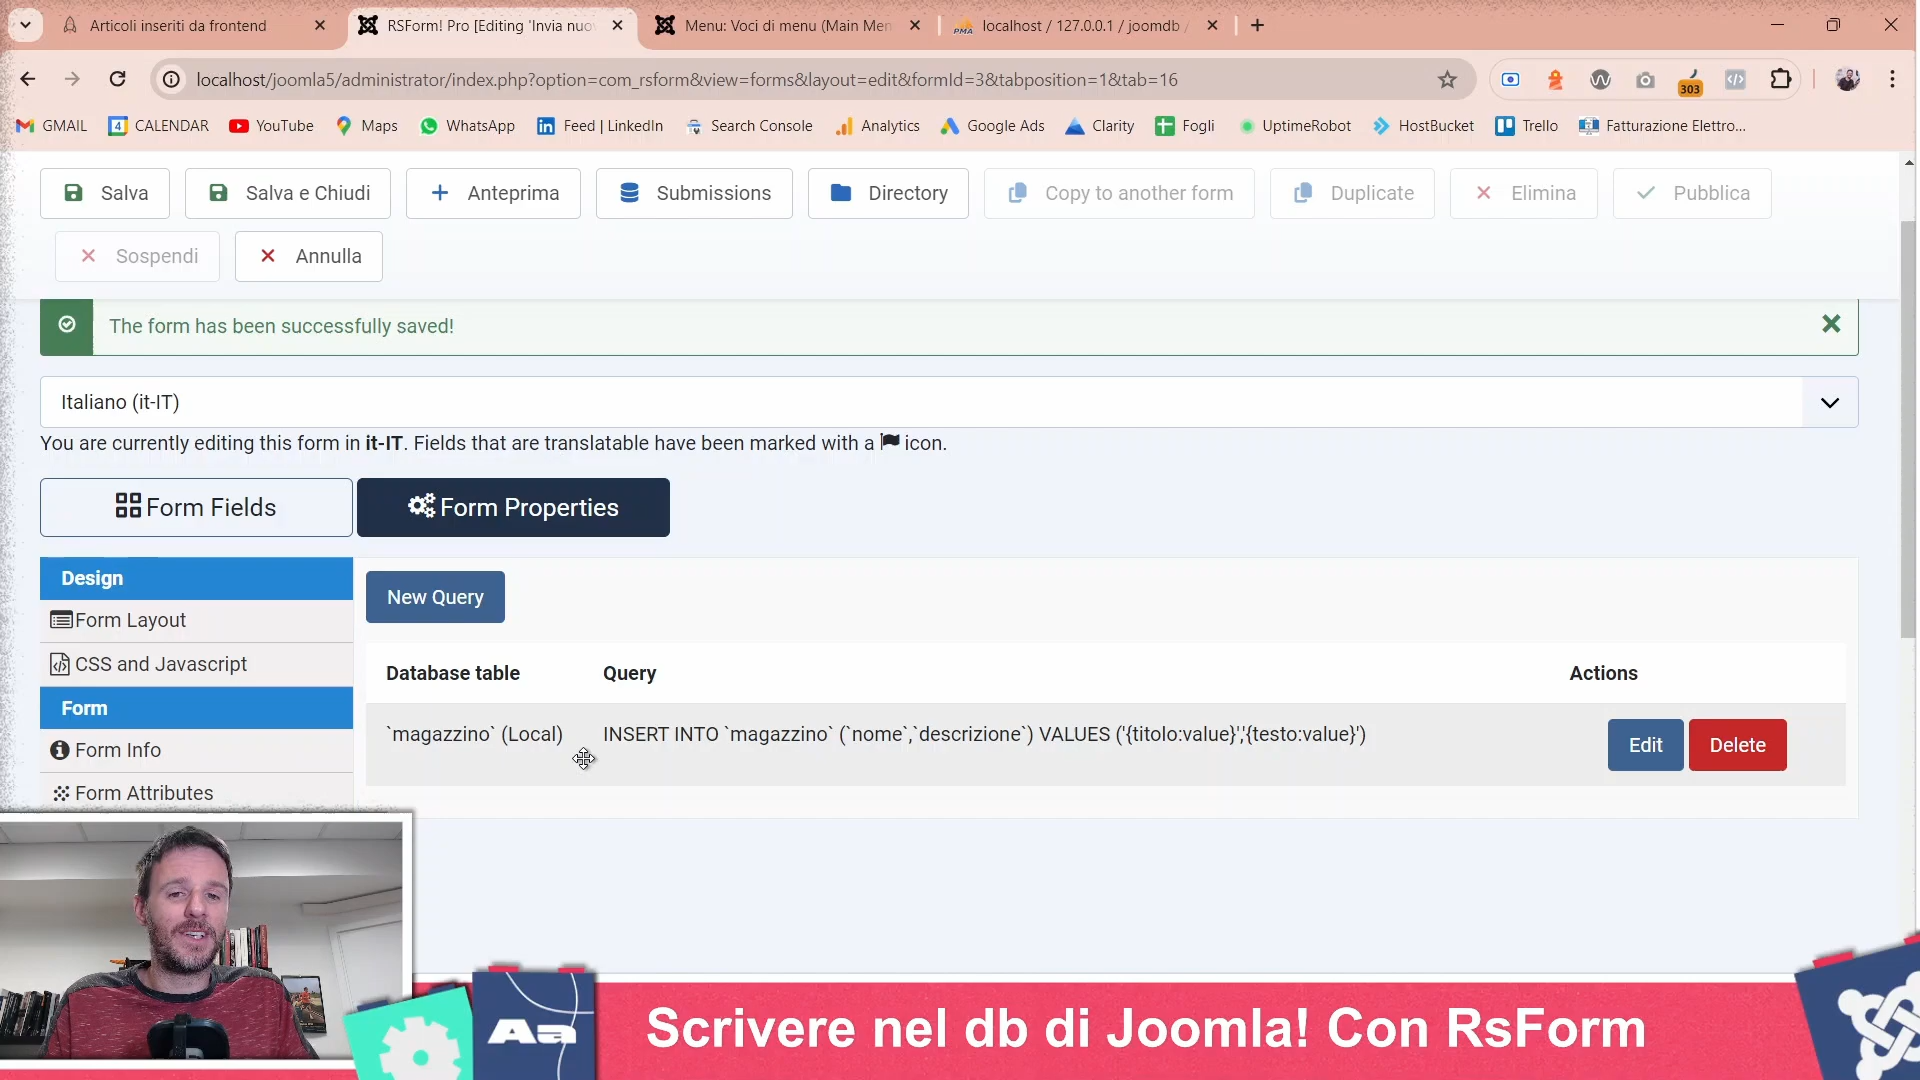 Articoli inseriti da frontend
RSForm! Pro [Editing 'Invia nuo
Menu: Voci di menu (Main Men
PMA
localhost / 127.0.0.1 / joomdb /
localhost/joomla5/administrator/index.php?option=com_rsform&view=forms&layout=edit&formId=3&tabposition=1&tab=16
303
GMAIL
4
CALENDAR
YouTube
Maps
WhatsApp
Feed | LinkedIn
Search Console
Analytics
Google Ads
Clarity
Fogli
UptimeRobot
HostBucket
Trello
Fatturazione Elettro...
Salva
Salva e Chiudi
Anteprima
Submissions
Directory
Copy to another form
Duplicate
Elimina
Pubblica
Sospendi
Annulla
The form has been successfully saved!
Italiano (it-IT)
You are currently editing this form in it-IT. Fields that are translatable have been marked with a icon.
Form Fields
Form Properties
Design
Form Layout
CSS and Javascript
Form
Form Info
Form Attributes
New Query
Database table
Query
Actions
`magazzino` (Local)
INSERT INTO `magazzino` (`nome`,`descrizione`) VALUES ('{titolo:value}','{testo:value}')
Edit
Delete
Aa
Scrivere nel db di Joomla! Con RsForm